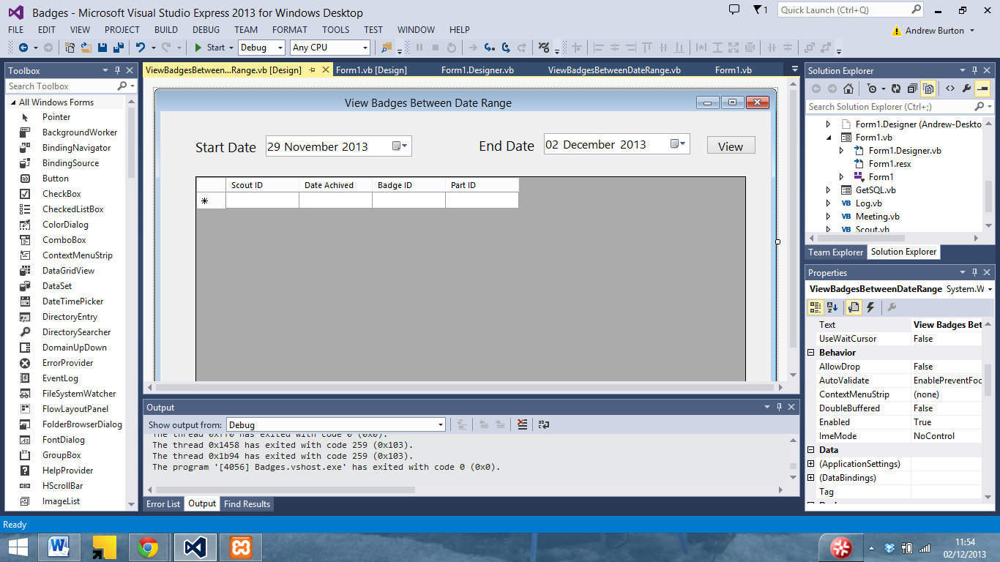 Badges - Microsoft Visual Studio Express 2013 for Windows Desktop
1
Quick Launch (Ctrl+Q)
FILE EDIT VIEW PROJECT BUILD DEBUG TEAM FORMAT TOOLS TEST WINDOW HELP
Andrew Burton
Start Debug Any CPU
Toolbox
Search Toolbox
All Windows Forms
Pointer
BackgroundWorker
BindingNavigator
BindingSource
Button
CheckBox
CheckedListBox
ColorDialog
ComboBox
ContextMenuStrip
DataGridView
DataSet
DateTimePicker
DirectoryEntry
DirectorySearcher
DomainUpDown
ErrorProvider
EventLog
FileSystemWatcher
FlowLayoutPanel
FolderBrowserDialog
FontDialog
GroupBox
HelpProvider
HScrollBar
ImageList
ViewBadgesBetween...Range.vb [Design] Form1.vb [Design] Form1.Designer.vb ViewBadgesBetweenDateRange.vb Form1.vb
View Badges Between Date Range
Start Date 29 November 2013 End Date 02 December 2013 View
Scout ID Date Achived Badge ID Part ID
Output
Show output from: Debug
The thread 0x1ff0 has exited with code 0 (0x0).
The thread 0x1458 has exited with code 259 (0x103).
The thread 0x1b94 has exited with code 259 (0x103).
The program '[4056] Badges.vshost.exe' has exited with code 0 (0x0).
Error List Output Find Results
Solution Explorer
Search Solution Explorer (Ctrl+;)
Form1.Designer (Andrew-Deskto
Form1.vb
Form1.Designer.vb
Form1.resx
Form1
GetSQL.vb
VB Log.vb
VB Meeting.vb
VB Scout.vb
Team Explorer Solution Explorer
Properties
ViewBadgesBetweenDateRange System.W
Text View Badges Bet
UseWaitCursor False
Behavior
AllowDrop False
AutoValidate EnablePreventFoc
ContextMenuStrip (none)
DoubleBuffered False
Enabled True
ImeMode NoControl
Data
(ApplicationSettings)
(DataBindings)
Tag
Ready
11:54
02/12/2013